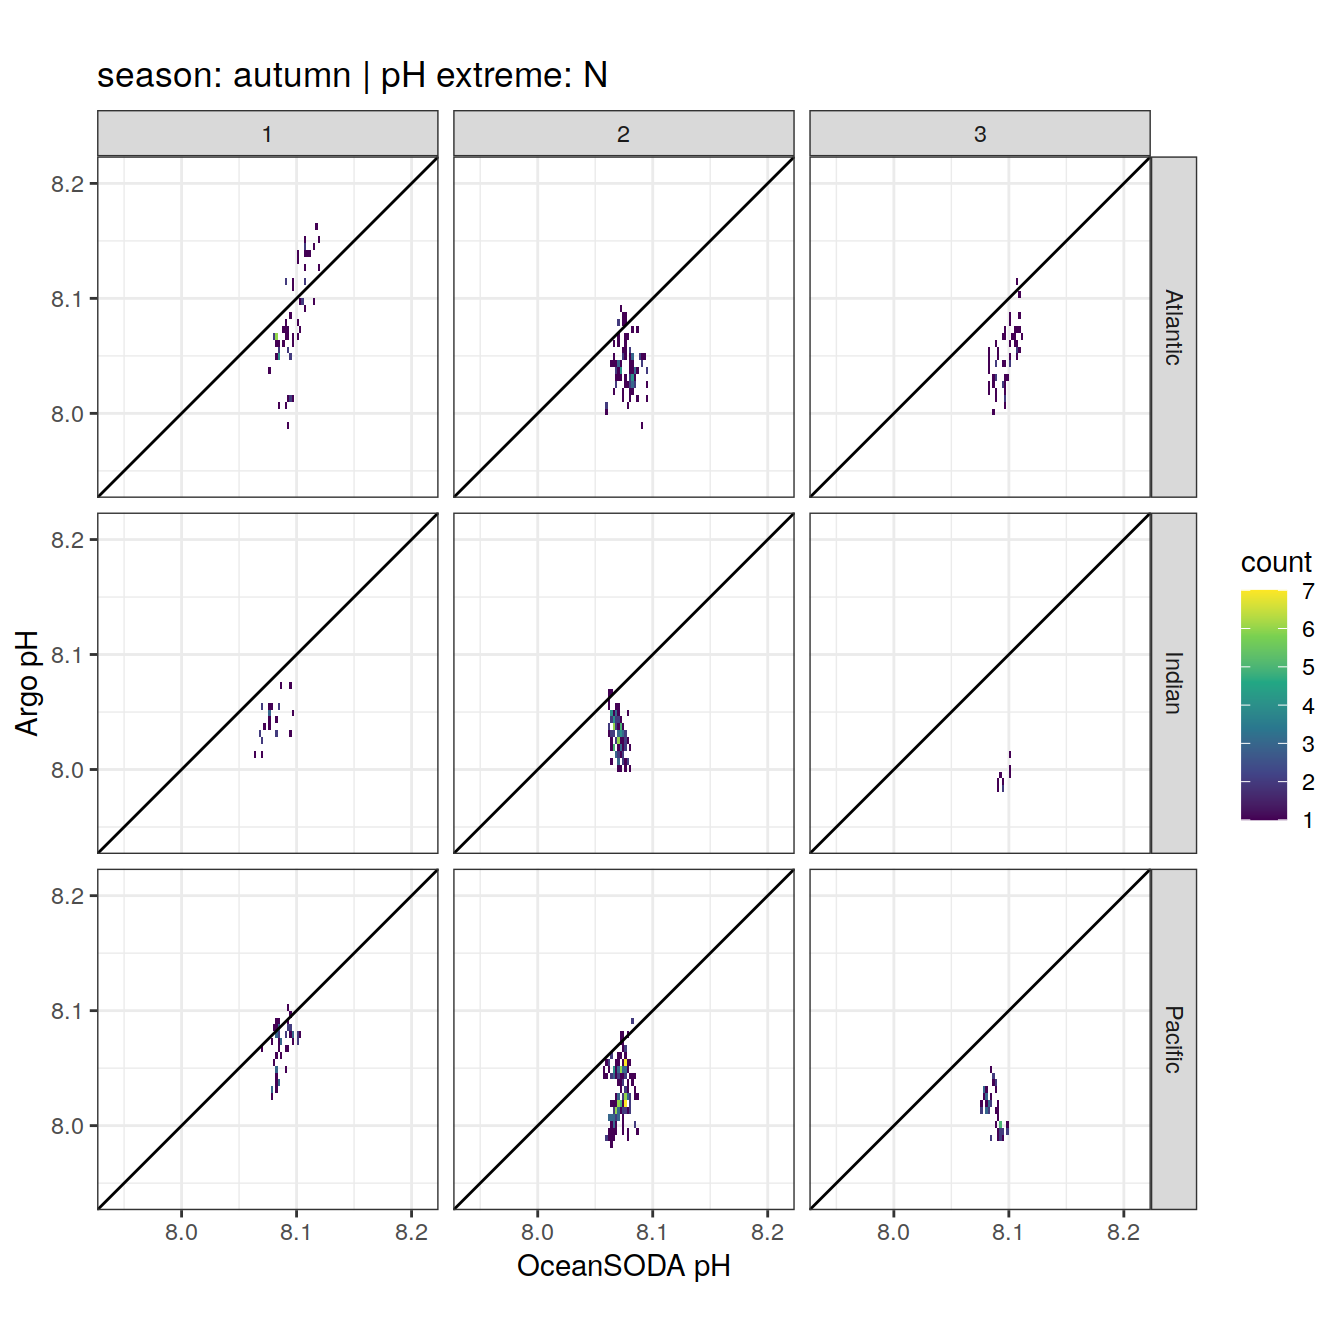 season: autumn | pH extreme: N
1 2 3
8.2
8.1
8.0
Atlantic
8.2
8.1
8.0
Indian
8.2
8.1
8.0
Pacific
Argo pH
8.0 8.1 8.2 8.0 8.1 8.2 8.0 8.1 8.2
OceanSODA pH
count
7
6
5
4
3
2
1